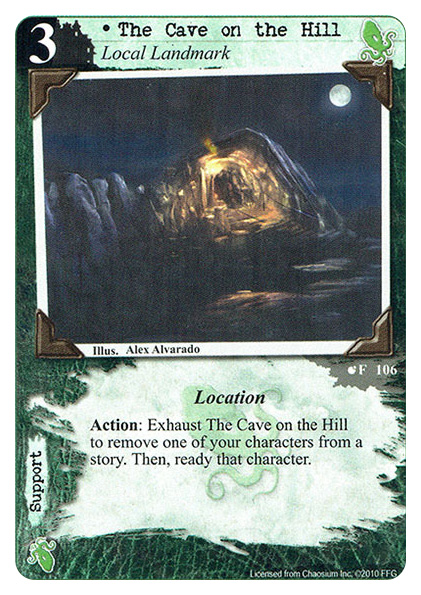 3
• The Cave on the Hill
Local Landmark
Illus. Alex Alvarado
F 106
Location
Action: Exhaust The Cave on the Hill
to remove one of your characters from a
story. Then, ready that character.
Support
Licensed from Chaosium Inc. ©2010 FFG